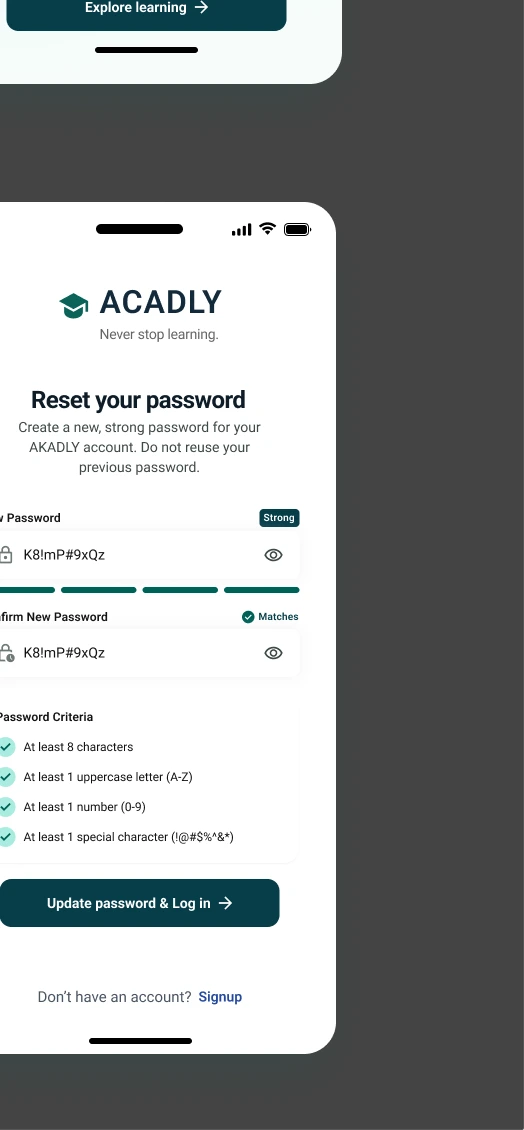 Explore learning
ACADLY
Never stop learning.
Reset your password
Create a new, strong password for your
AKADLY account. Do not reuse your
previous password.
Password
Strong
K8!mP#9xQz
New Password
Matches
K8!mP#9xQz
Password Criteria
At least 8 characters
At least 1 uppercase letter (A-Z)
At least 1 number (0-9)
At least 1 special character (!@#$%^&*)
Update password & Log in
Don't have an account? Signup